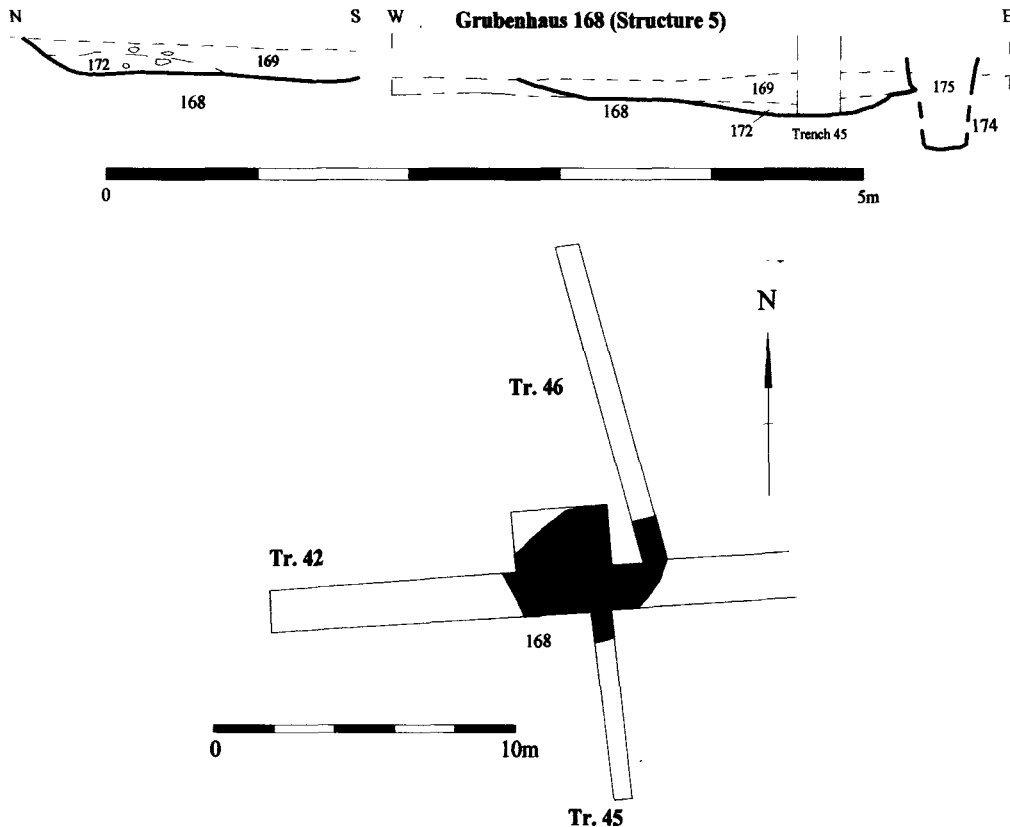 N S W Grubenhaus 168 (Structure 5) E
172 169
168
169 175
168 172 Trench 45 174
0 5m
N
Tr. 46
Tr. 42
168
0 10m
Tr. 45